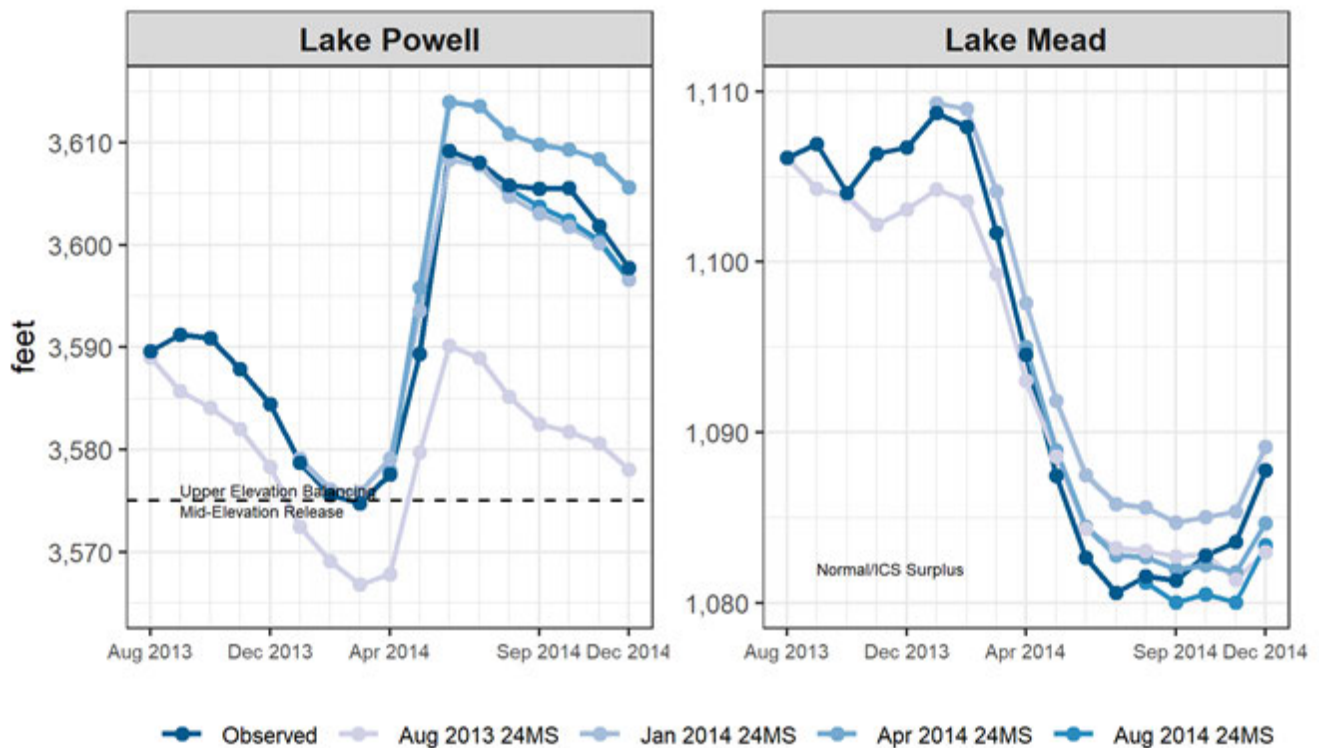 Lake Powell
Lake Mead
feet
3,610
3,600
3,590
3,580
3,570
Upper Elevation Balancing
Mid-Elevation Release
Aug 2013 Dec 2013 Apr 2014 Sep 2014 Dec 2014
1,110
1,100
1,090
1,080
Normal/ICS Surplus
Aug 2013 Dec 2013 Apr 2014 Sep 2014 Dec 2014
Observed Aug 2013 24MS Jan 2014 24MS Apr 2014 24MS Aug 2014 24MS